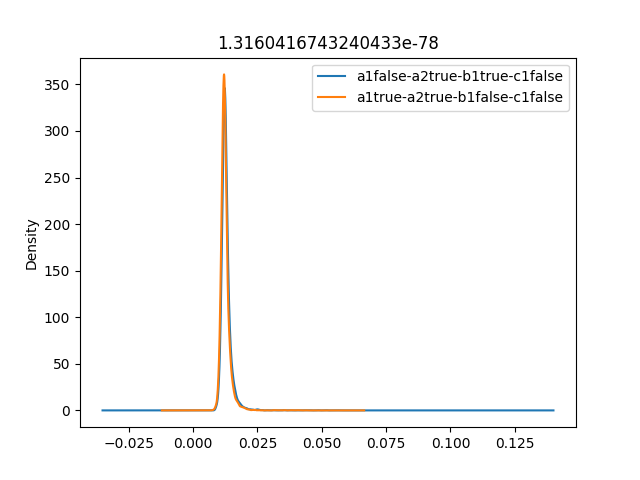 1.3160416743240433e-78
a1false-a2true-b1true-c1false
a1true-a2true-b1false-c1false
Density
350
300
250
200
150
100
50
0
−0.025 0.000 0.025 0.050 0.075 0.100 0.125